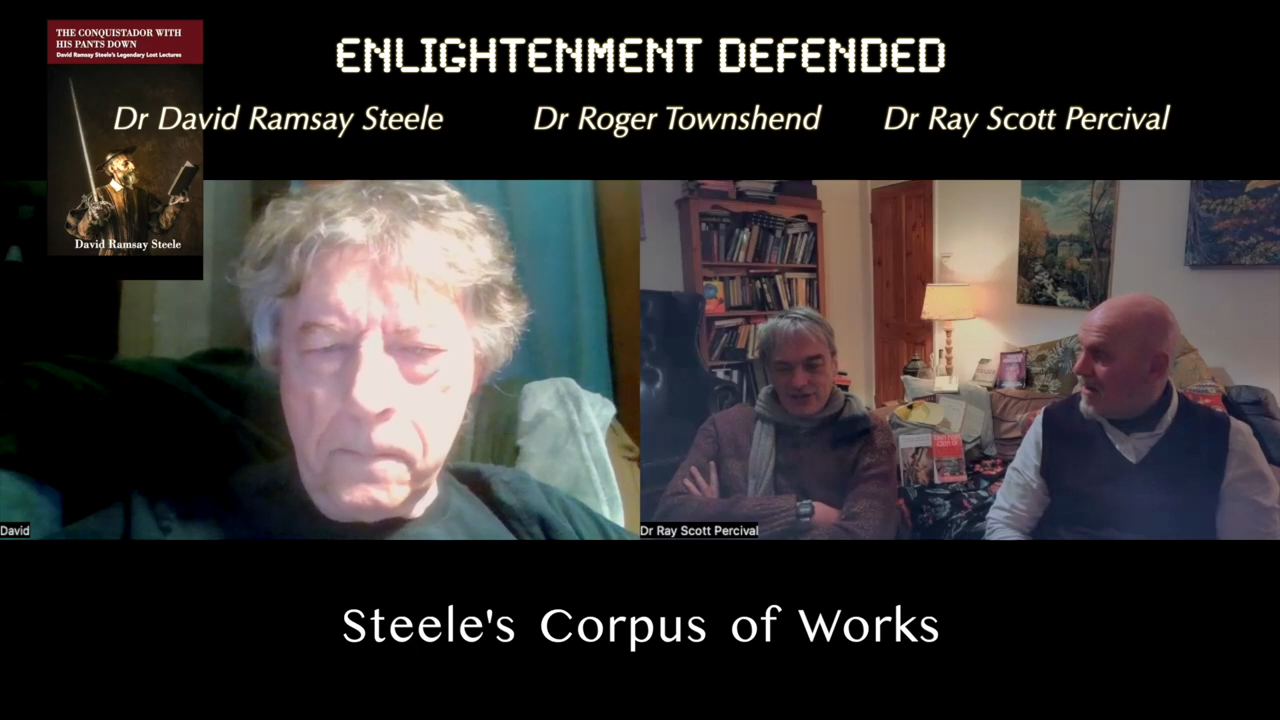 THE CONQUISTADOR WITH
HIS PANTS DOWN
David Ramsay Steele's Legendary Lost Lectures
David Ramsay Steele
ENLIGHTENMENT DEFENDED
Dr David Ramsay Steele Dr Roger Townshend Dr Ray Scott Percival
David
Dr Ray Scott Percival
Steele's Corpus of Works